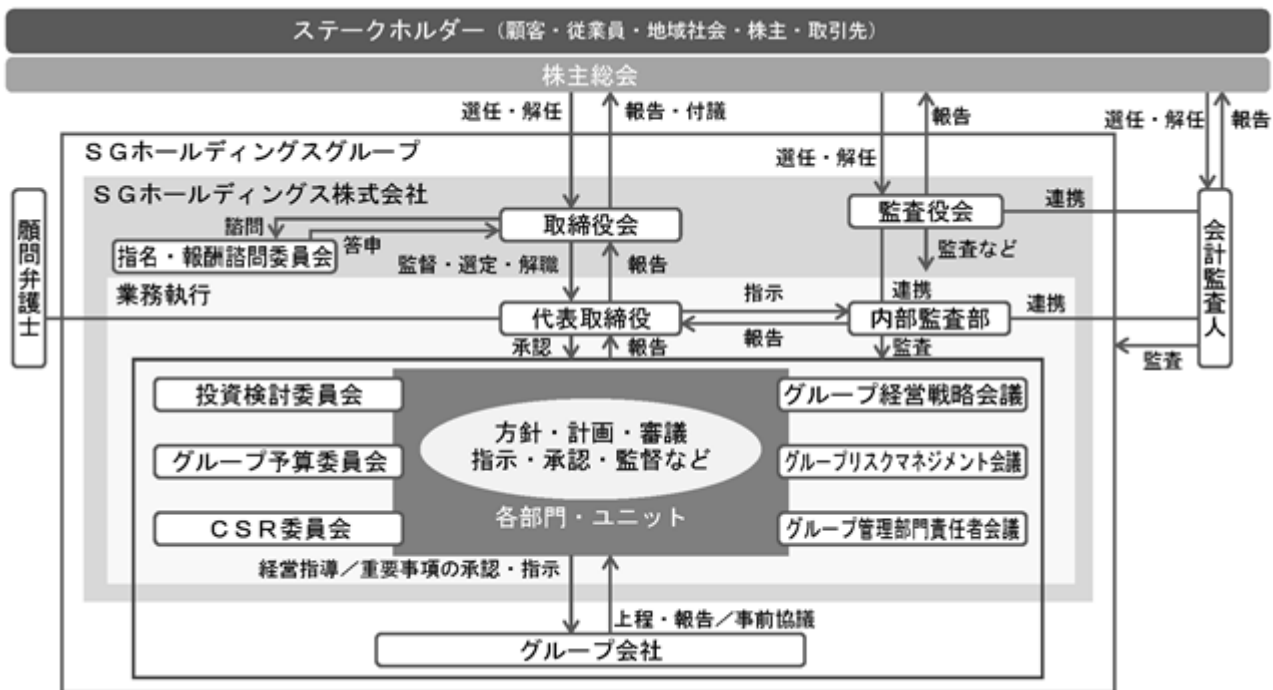 ステークホルダー（顧客・従業員・地域社会・株主・取引先）
株主総会
選任・解任
報告・付議
報告
選任・解任
選任・解任
報告
SGホールディングスグループ
SGホールディングス株式会社
取締役会
監査役会
連携
諮問
答申
指名・報酬諮問委員会
監督・選定・解職
報告
監査など
顧問弁護士
会計監査人
業務執行
代表取締役
指示
報告
連携
内部監査部
連携
承認
報告
監査
監査
投資検討委員会
グループ予算委員会
CSR委員会
方針・計画・審議
指示・承認・監督など
各部門・ユニット
グループ経営戦略会議
グループリスクマネジメント会議
グループ管理部門責任者会議
経営指導／重要事項の承認・指示
上程・報告／事前協議
グループ会社